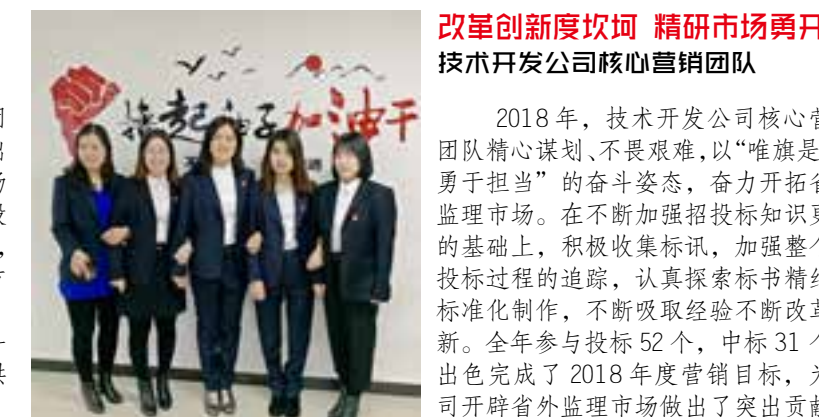 撸起袖子加油干
改革创新度坎坷 精研市场勇开
技术开发公司核心营销团队
2018 年，技术开发公司核心营
团队精心谋划、不畏艰难，以“唯旗是
勇于担当”的奋斗姿态，奋力开拓省
监理市场。在不断加强招投标知识更
的基础上，积极收集标讯，加强整个
投标过程的追踪，认真探索标书精细
标准化制作，不断吸取经验不断改革
新。全年参与投标 52 个，中标 31 个
出色完成了 2018 年度营销目标，为
司开辟省外监理市场做出了突出贡献